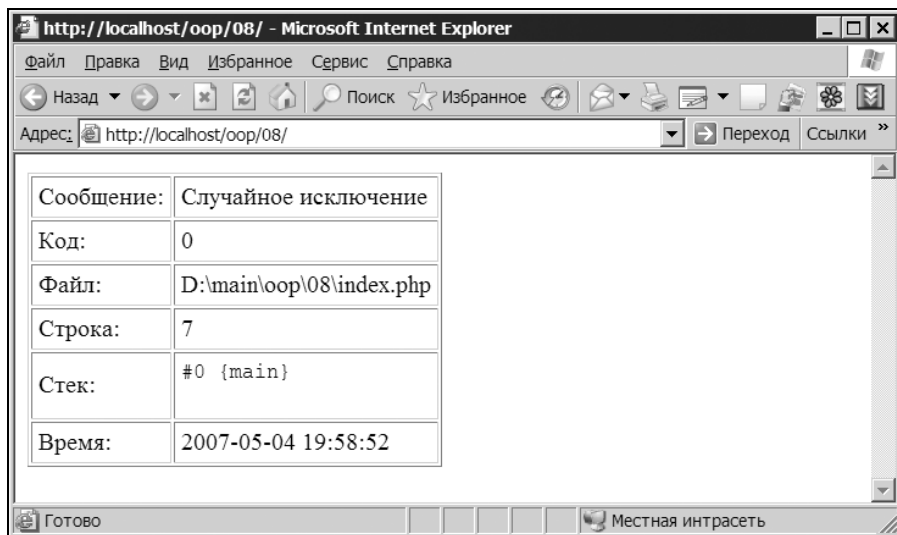 http://localhost/oop/08/ - Microsoft Internet Explorer
Файл Правка Вид Избранное Сервис Справка
Назад Поиск Избранное
Адрес: http://localhost/oop/08/ Переход Ссылки »
Сообщение: Случайное исключение
Код: 0
Файл: D:\main\oop\08\index.php
Строка: 7
Стек: #0 {main}
Время: 2007-05-04 19:58:52
Готово Местная интрасеть